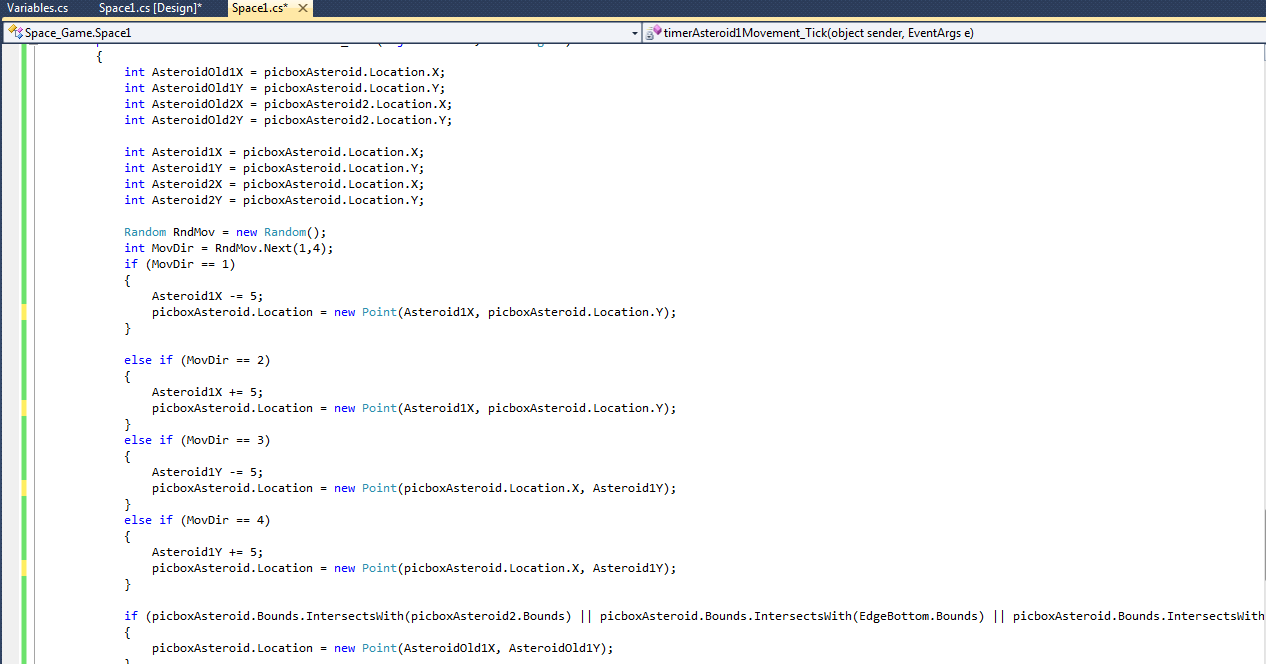 Variables.cs Space1.cs [Design]* Space1.cs*
Space_Game.Space1 timerAsteroid1Movement_Tick(object sender, EventArgs e)
{
int AsteroidOld1X = picboxAsteroid.Location.X;
int AsteroidOld1Y = picboxAsteroid.Location.Y;
int AsteroidOld2X = picboxAsteroid2.Location.X;
int AsteroidOld2Y = picboxAsteroid2.Location.Y;
int Asteroid1X = picboxAsteroid.Location.X;
int Asteroid1Y = picboxAsteroid.Location.Y;
int Asteroid2X = picboxAsteroid.Location.X;
int Asteroid2Y = picboxAsteroid.Location.Y;
Random RndMov = new Random();
int MovDir = RndMov.Next(1,4);
if (MovDir == 1)
{
Asteroid1X -= 5;
picboxAsteroid.Location = new Point(Asteroid1X, picboxAsteroid.Location.Y);
}
else if (MovDir == 2)
{
Asteroid1X += 5;
picboxAsteroid.Location = new Point(Asteroid1X, picboxAsteroid.Location.Y);
}
else if (MovDir == 3)
{
Asteroid1Y -= 5;
picboxAsteroid.Location = new Point(picboxAsteroid.Location.X, Asteroid1Y);
}
else if (MovDir == 4)
{
Asteroid1Y += 5;
picboxAsteroid.Location = new Point(picboxAsteroid.Location.X, Asteroid1Y);
}
if (picboxAsteroid.Bounds.IntersectsWith(picboxAsteroid2.Bounds) || picboxAsteroid.Bounds.IntersectsWith(EdgeBottom.Bounds) || picboxAsteroid.Bounds.IntersectsWith
{
picboxAsteroid.Location = new Point(AsteroidOld1X, AsteroidOld1Y);